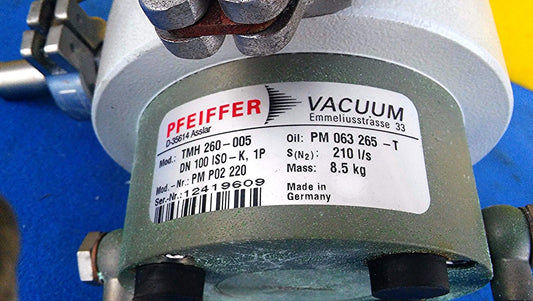 PFEIFFER VACUUM
D-35614 Asslar Emmeliusstrasse 33
Mod.: TMH 260-005 Oil: PM 063 265 -T
DN 100 ISO-K, 1P S(N2): 210 l/s
Mod.-Nr.: PM P02 220 Mass: 8.5 kg
Ser-Nr.: 12419609 Made in
Germany